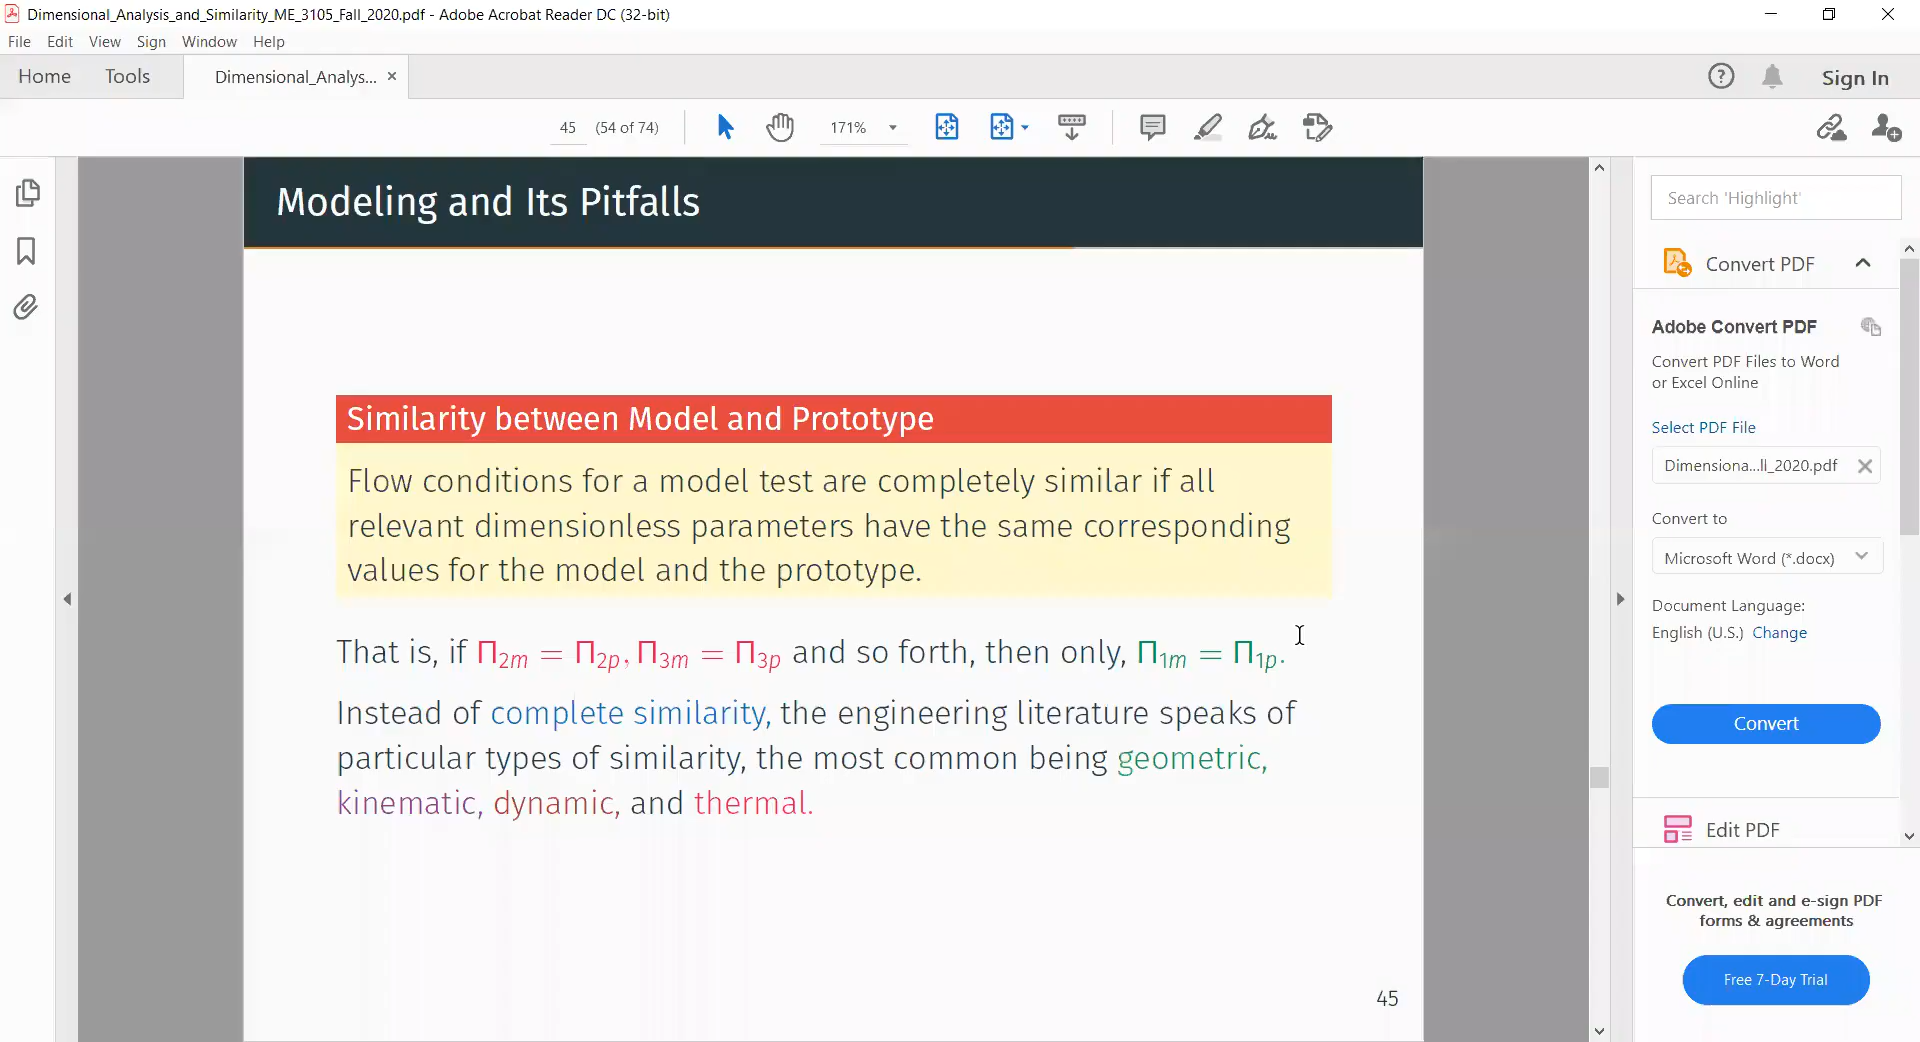 Dimensional_Analysis_and_Similarity_ME_3105_Fall_2020.pdf - Adobe Acrobat Reader DC (32-bit)
File Edit View Sign Window Help
Home Tools Dimensional_Analys... × Sign In
45 (54 of 74) 171%
Modeling and Its Pitfalls
Similarity between Model and Prototype
Flow conditions for a model test are completely similar if all
relevant dimensionless parameters have the same corresponding
values for the model and the prototype.
That is, if Π2m = Π2p, Π3m = Π3p and so forth, then only, Π1m = Π1p.
Instead of complete similarity, the engineering literature speaks of
particular types of similarity, the most common being geometric,
kinematic, dynamic, and thermal.
45
Search 'Highlight'
Convert PDF
Adobe Convert PDF
Convert PDF Files to Word
or Excel Online
Select PDF File
Dimensiona...ll_2020.pdf
Convert to
Microsoft Word (*.docx)
Document Language:
English (U.S.) Change
Convert
Edit PDF
Convert, edit and e-sign PDF
forms & agreements
Free 7-Day Trial